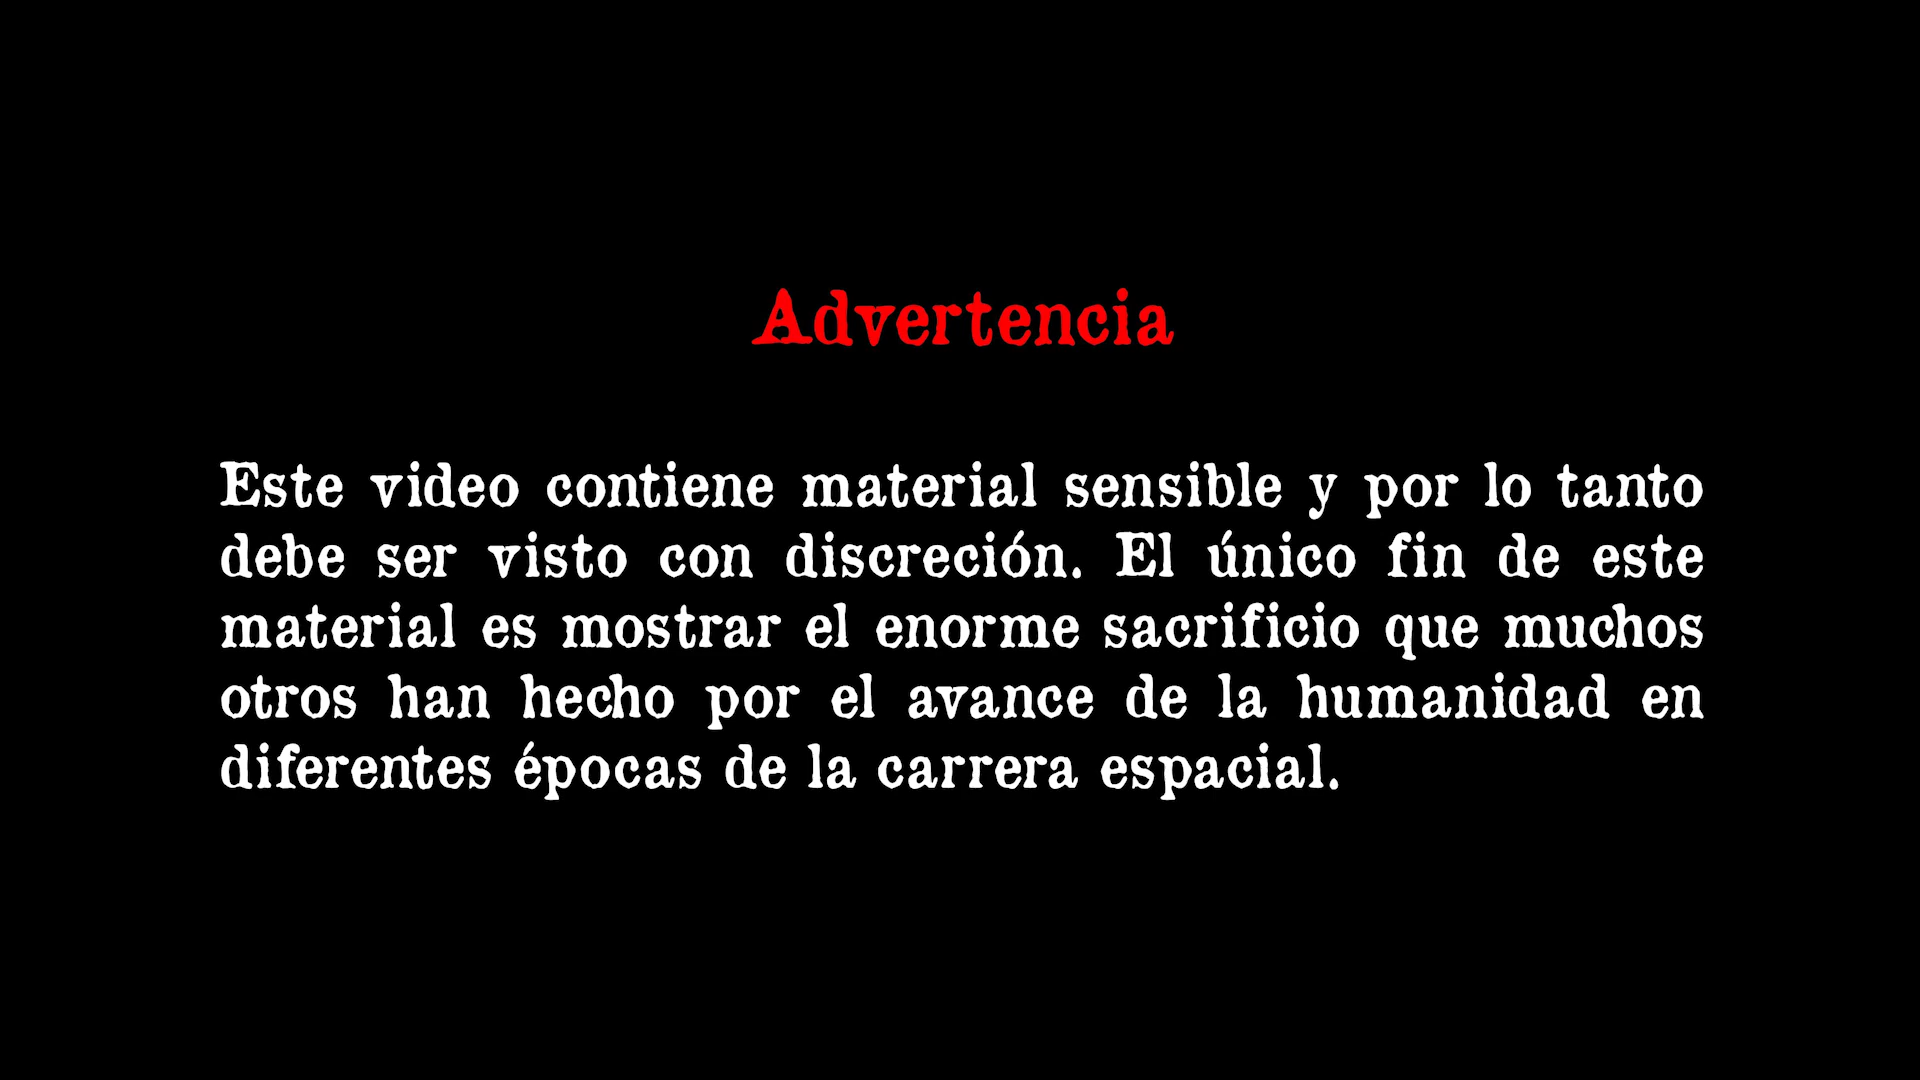 Advertencia
Este video contiene material sensible y por lo tanto
debe ser visto con discreción. El único fin de este
material es mostrar el enorme sacrificio que muchos
otros han hecho por el avance de la humanidad en
diferentes épocas de la carrera espacial.